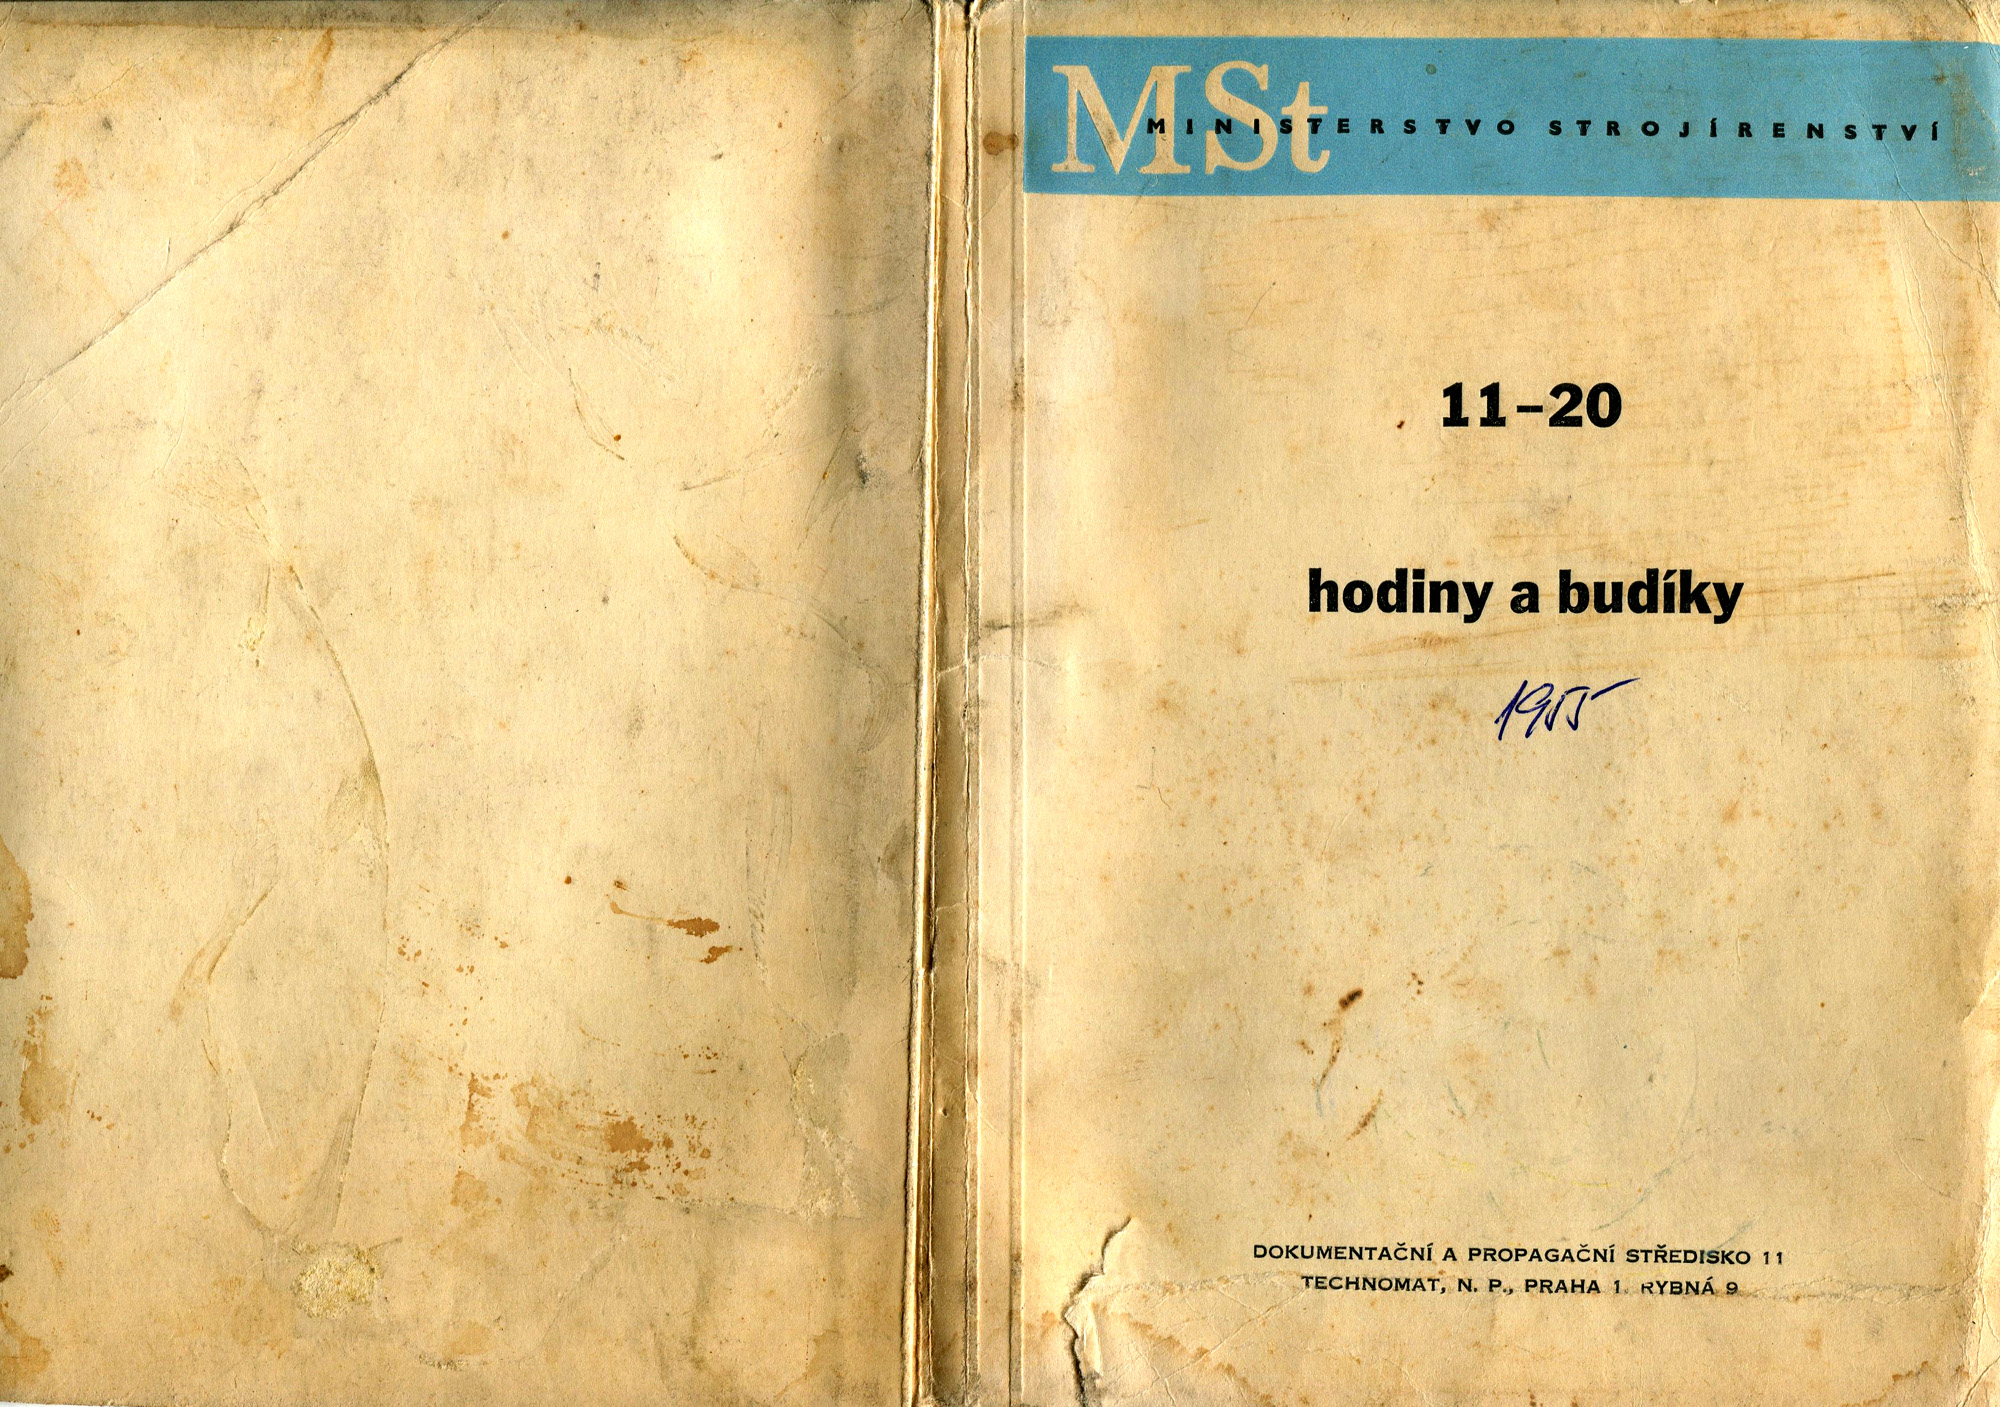 MSt
MINISTERSTVO STROJÍRENSTVÍ
11-20
hodiny a budíky
1955
DOKUMENTAČNÍ A PROPAGAČNÍ STŘEDISKO 11
TECHNOMAT, N. P., PRAHA 1, RYBNÁ 9